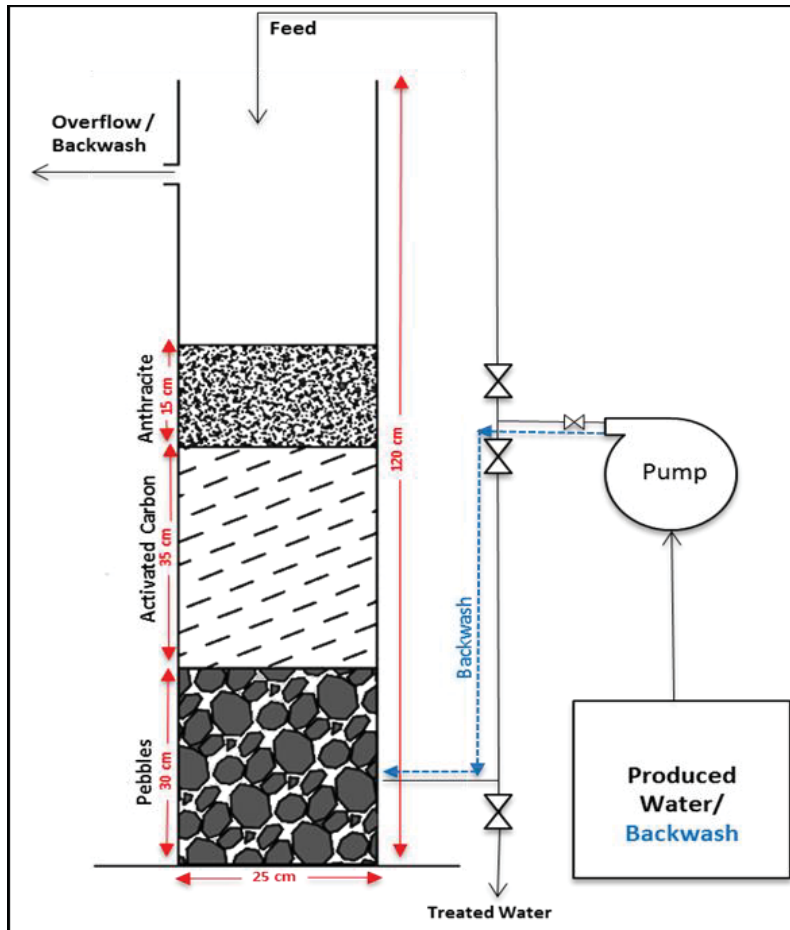 Feed
Overflow /
Backwash
Anthracite
15 cm
Activated Carbon
35 cm
Pebbles
30 cm
120 cm
25 cm
Backwash
Pump
Produced
Water/
Backwash
Treated Water